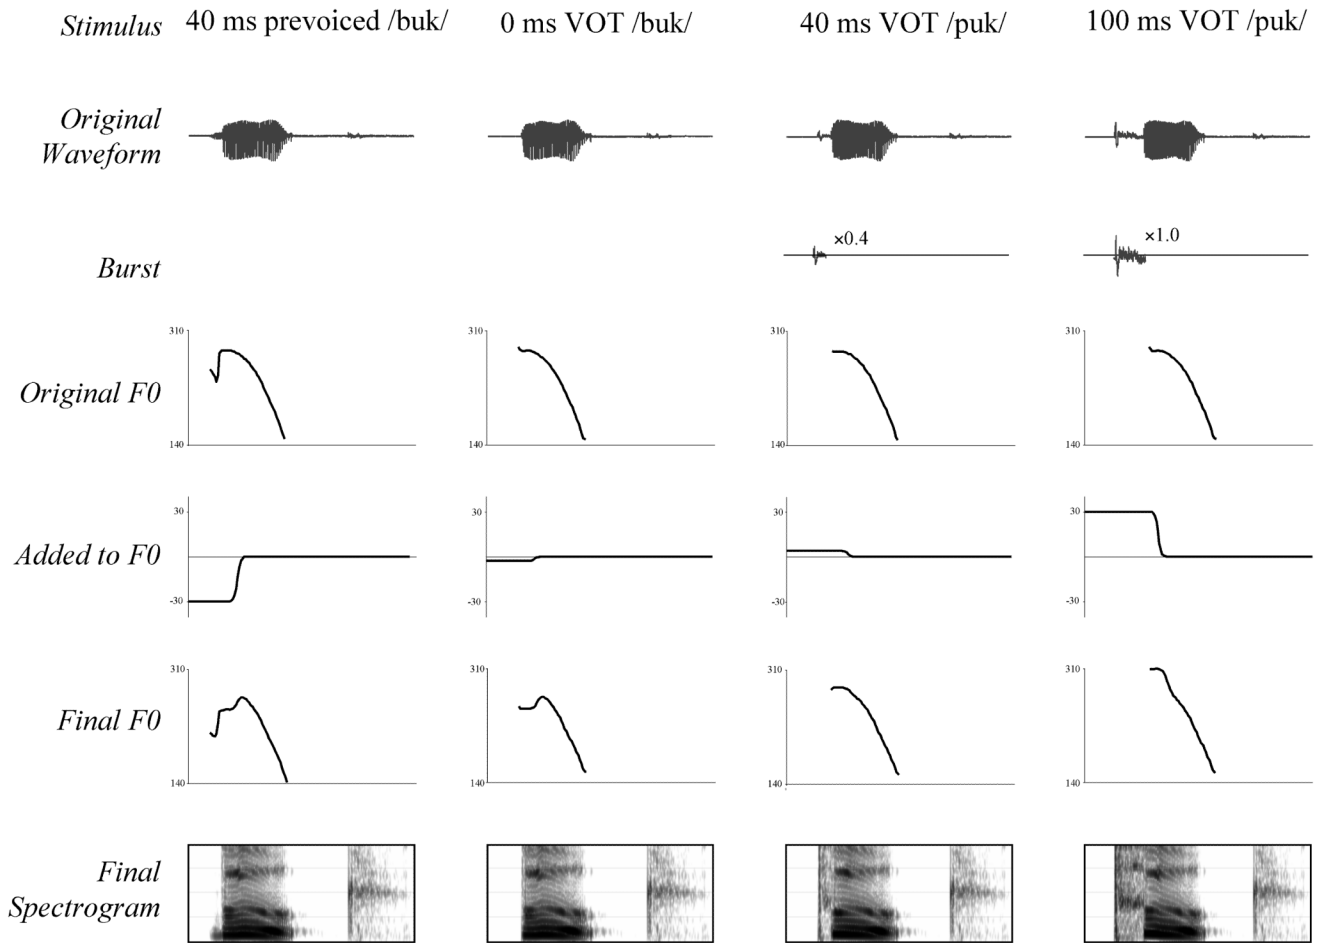 Stimulus 40 ms prevoiced /buk/ 0 ms VOT /buk/ 40 ms VOT /puk/ 100 ms VOT /puk/
Original
Waveform
Burst ×0.4 ×1.0
310 310 310 310
Original F0
140 140 140 140
30 30 30 30
Added to F0
-30 -30 -30 -30
310 310 310 310
Final F0
140 140 140 140
Final
Spectrogram